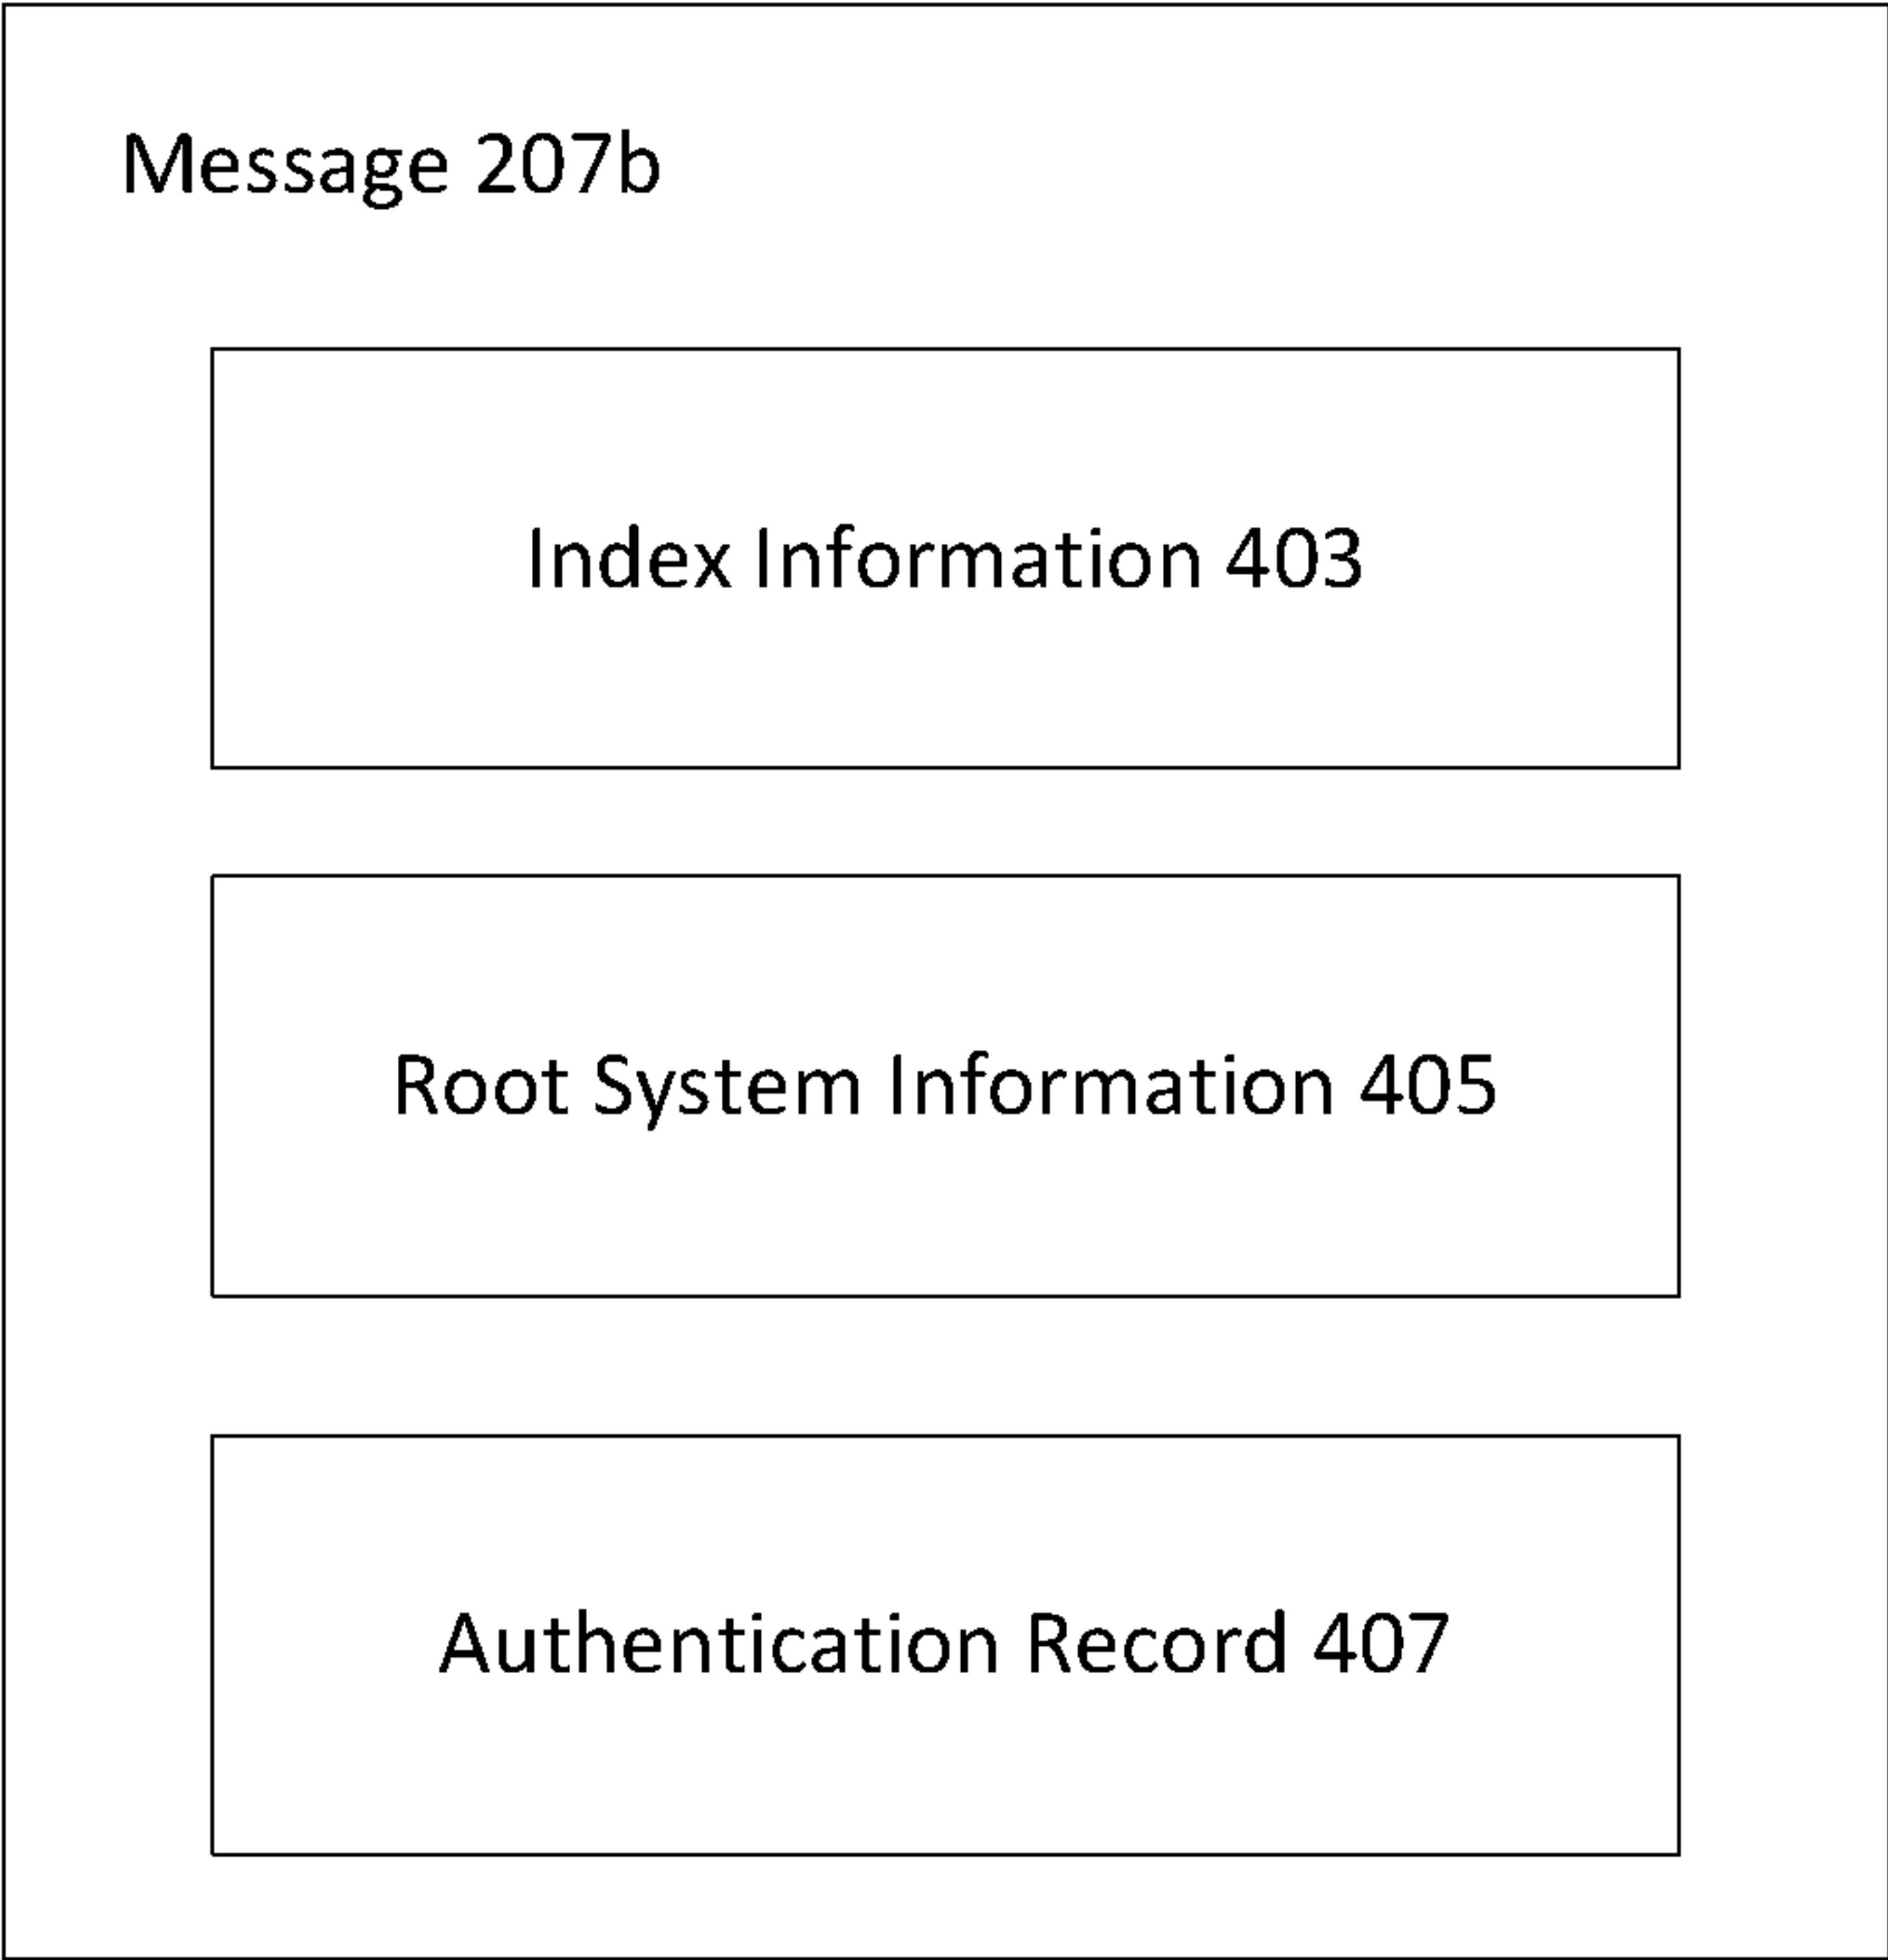 Message 207b
Index Information 403
Root System Information 405
Authentication Record 407